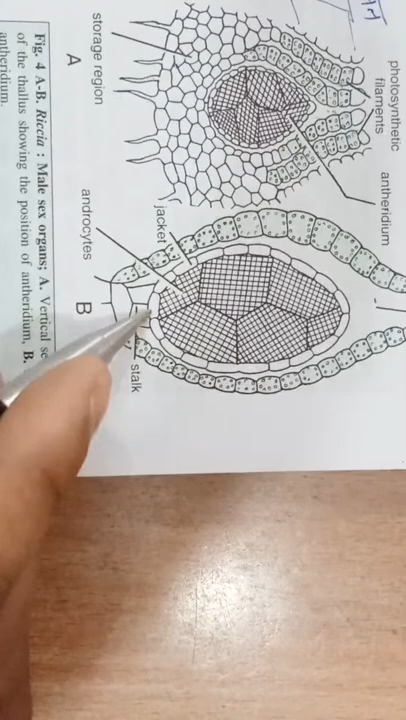 photosynthetic
filaments
antheridium
storage region
A
jacket
androcytes
stalk
B
Fig. 4 A-B. Riccia : Male sex organs; A. Vertical
of the thallus showing the position of antheridium, B.
antheridium.